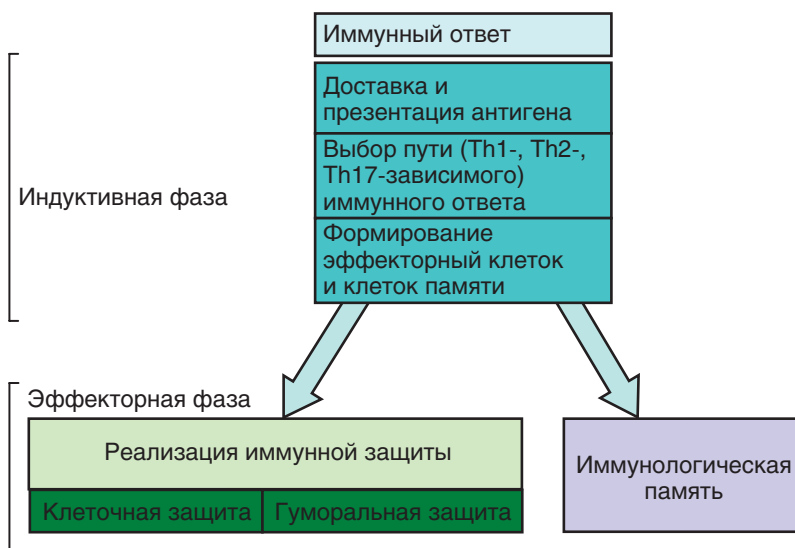 Иммунный ответ
Доставка и
презентация антигена
Выбор пути (Th1-, Th2-,
Th17-зависимого)
иммунного ответа
Индуктивная фаза
Формирование
эффекторный клеток
и клеток памяти
Эффекторная фаза
Реализация иммунной защиты
Клеточная защита
Гуморальная защита
Иммунологическая
память